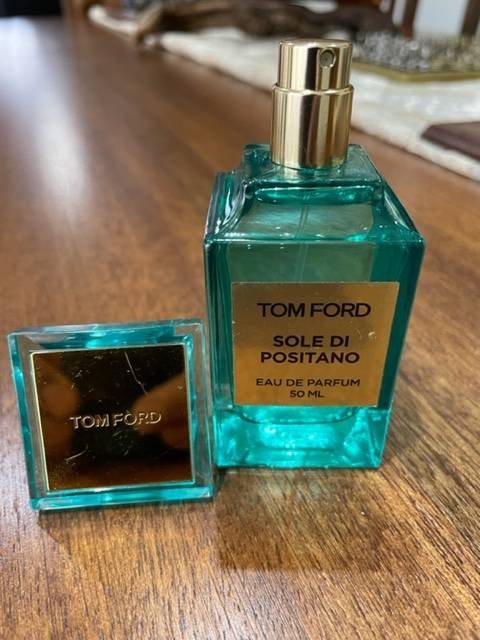 TOM FORD
SOLE DI
POSITANO
EAU DE PARFUM
50 ML
TOM FORD